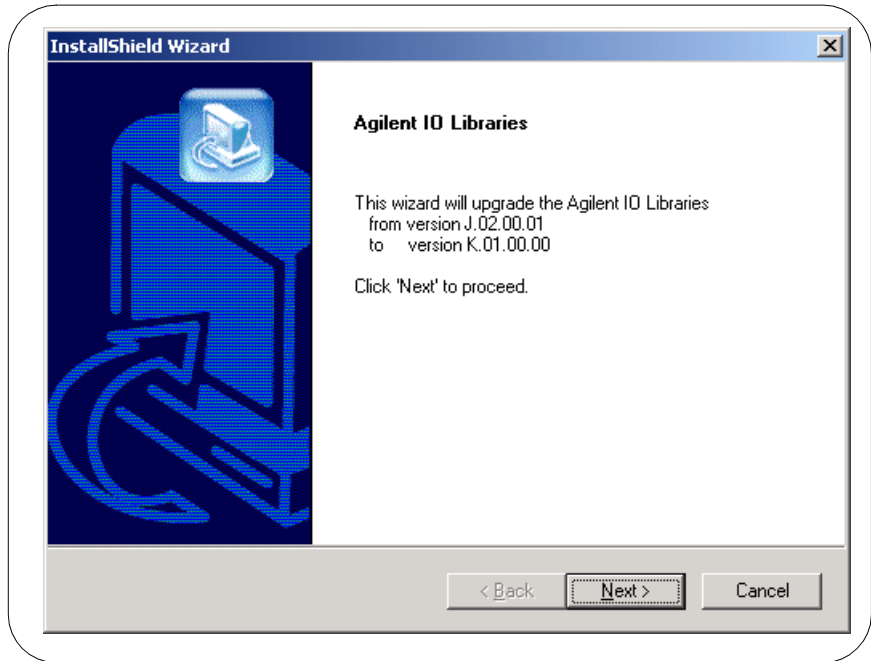 InstallShield Wizard
Agilent IO Libraries
This wizard will upgrade the Agilent IO Libraries
from version J.02.00.01
to version K.01.00.00
Click 'Next' to proceed.
< Back
Next >
Cancel